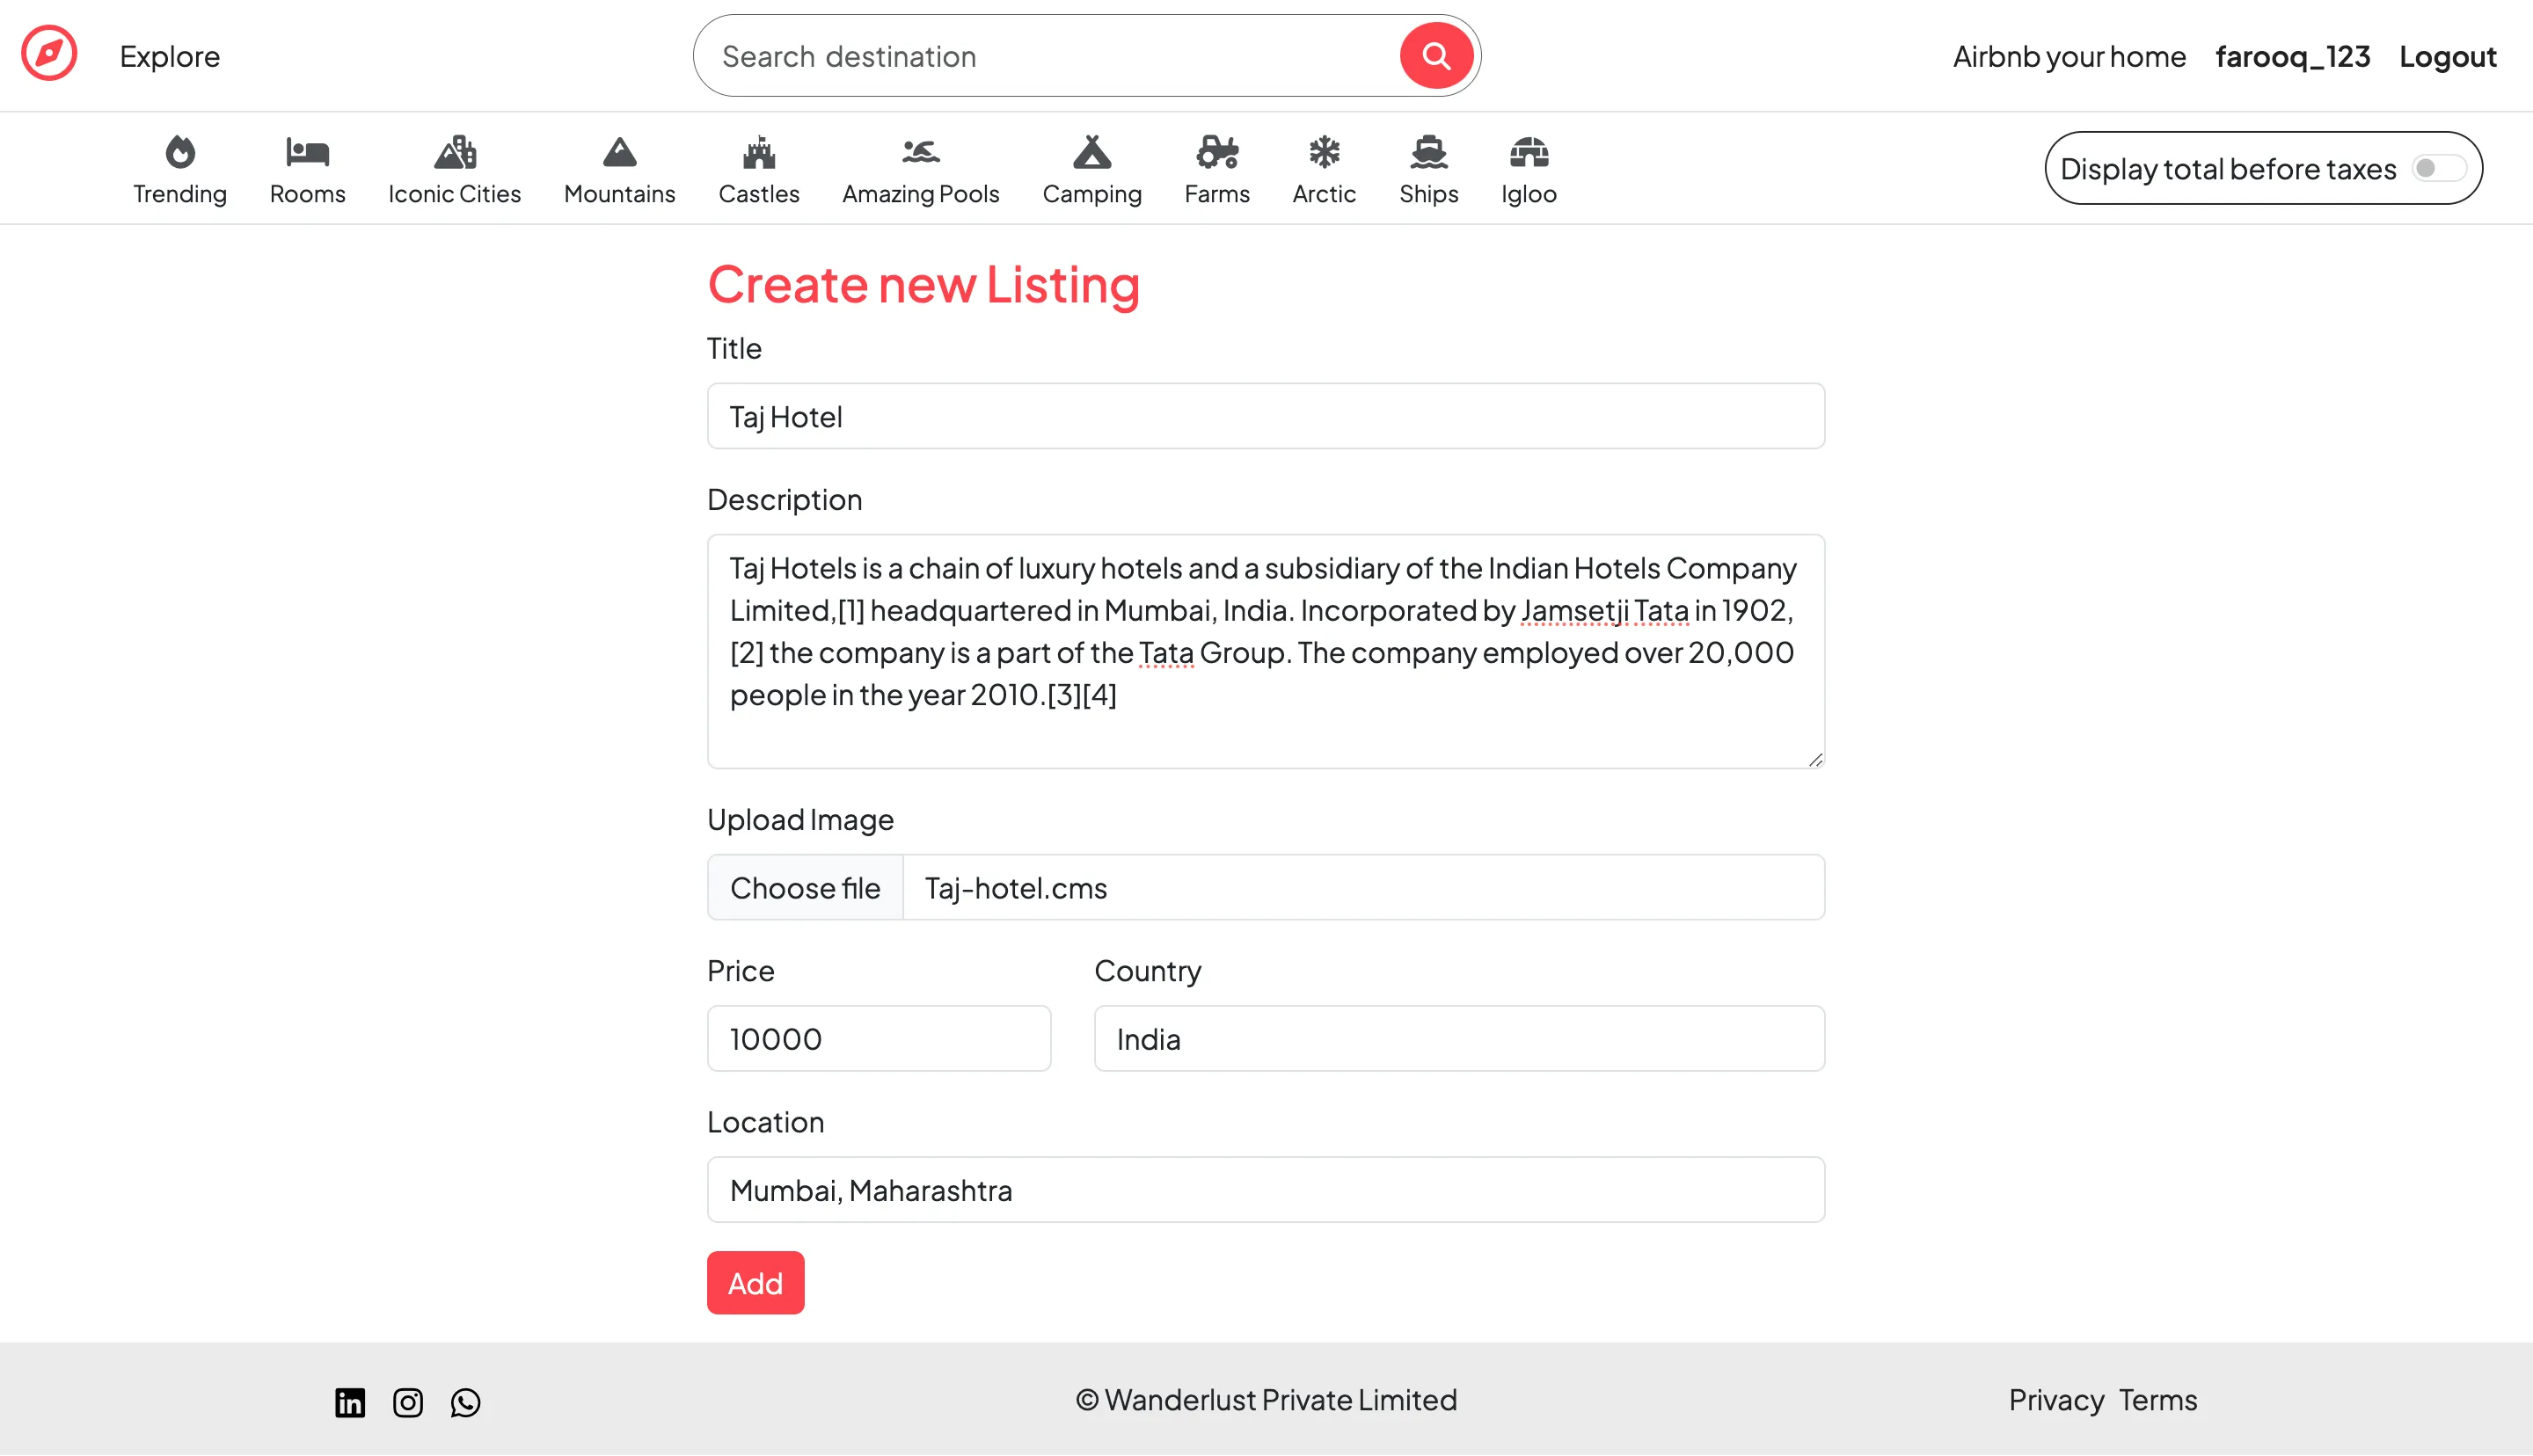 Explore
Search destination
Airbnb your home farooq_123 Logout
Trending Rooms Iconic Cities Mountains Castles Amazing Pools Camping Farms Arctic Ships Igloo
Display total before taxes
Create new Listing
Title
Taj Hotel
Description
Taj Hotels is a chain of luxury hotels and a subsidiary of the Indian Hotels Company
Limited,[1] headquartered in Mumbai, India. Incorporated by Jamsetji Tata in 1902,
[2] the company is a part of the Tata Group. The company employed over 20,000
people in the year 2010.[3][4]
Upload Image
Choose file Taj-hotel.cms
Price Country
10000 India
Location
Mumbai, Maharashtra
Add
in
© Wanderlust Private Limited
Privacy Terms